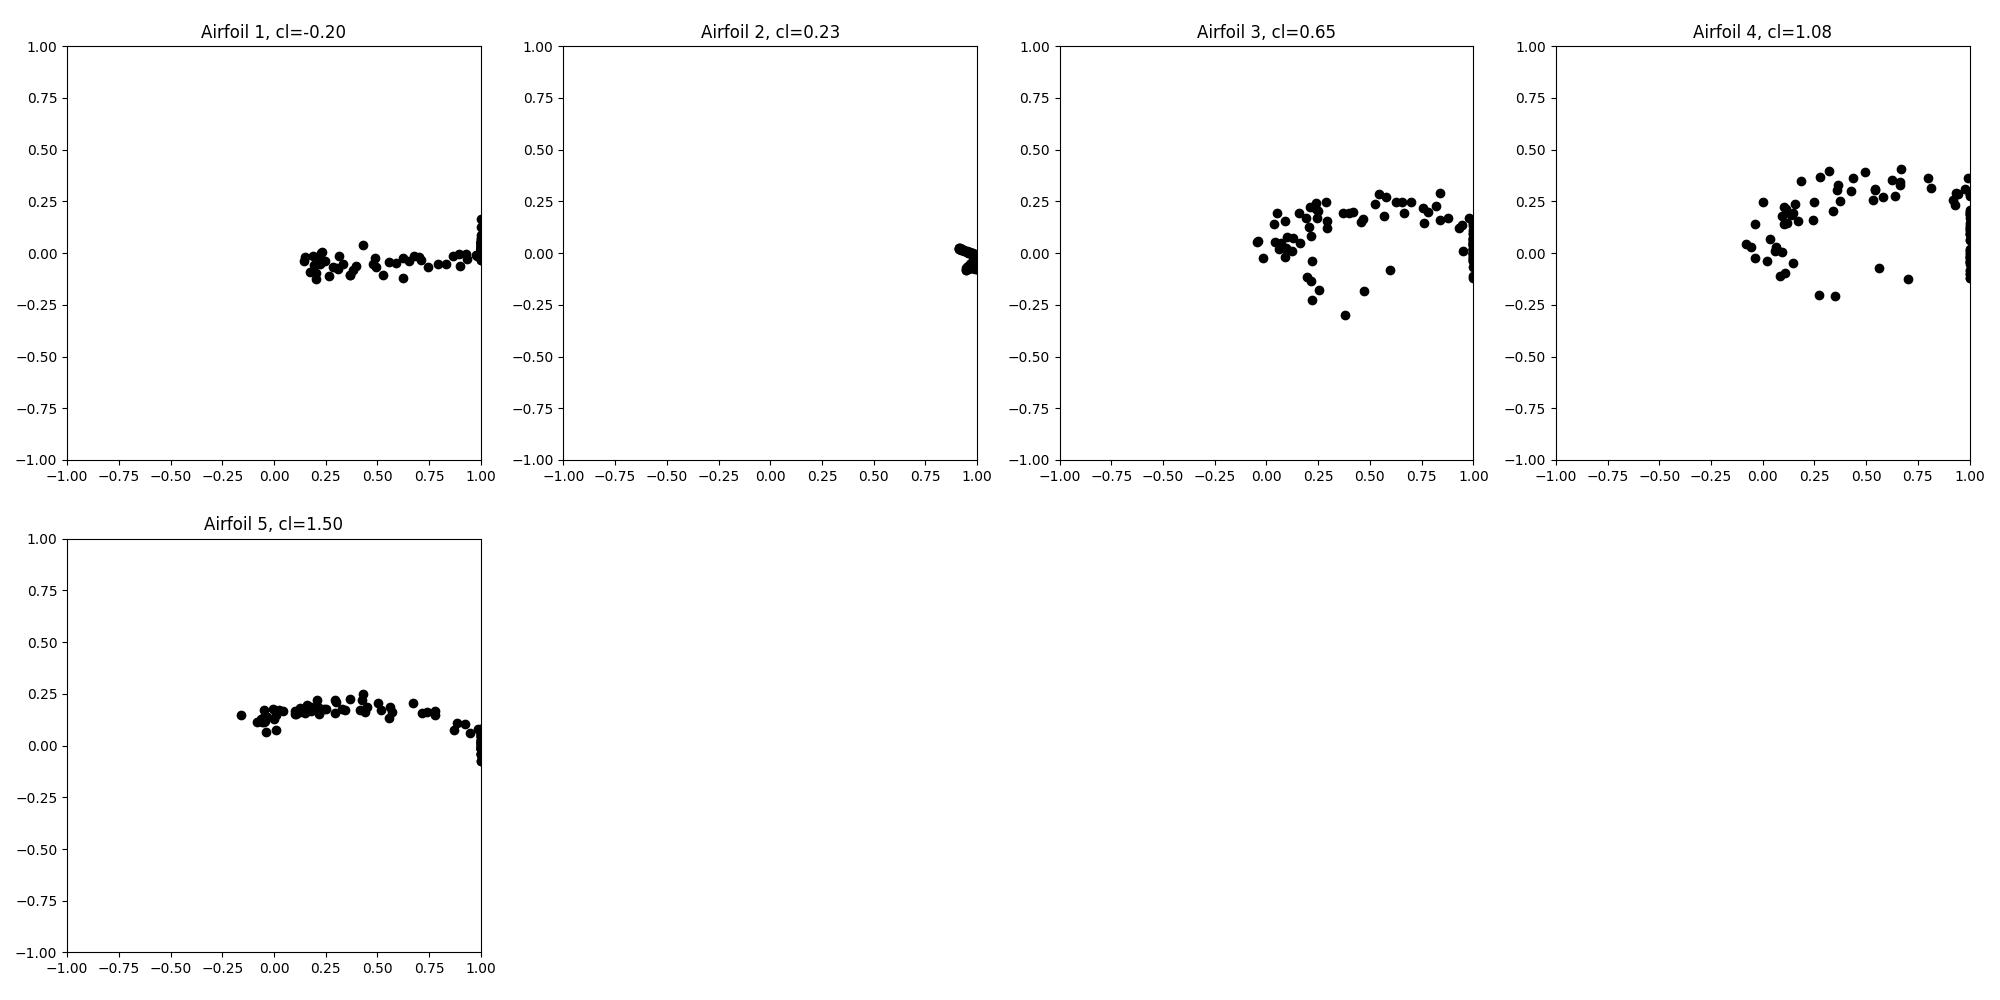 Airfoil 1, cl=-0.20
Airfoil 2, cl=0.23
Airfoil 3, cl=0.65
Airfoil 4, cl=1.08
1.00 1.00 1.00 1.00
0.75 0.75 0.75 0.75
0.50 0.50 0.50 0.50
0.25 0.25 0.25 0.25
0.00 0.00 0.00 0.00
−0.25 −0.25 −0.25 −0.25
−0.50 −0.50 −0.50 −0.50
−0.75 −0.75 −0.75 −0.75
−1.00 −1.00 −1.00 −1.00
−1.00 −0.75 −0.50 −0.25 0.00 0.25 0.50 0.75 1.00
−1.00 −0.75 −0.50 −0.25 0.00 0.25 0.50 0.75 1.00
−1.00 −0.75 −0.50 −0.25 0.00 0.25 0.50 0.75 1.00
−1.00 −0.75 −0.50 −0.25 0.00 0.25 0.50 0.75 1.00
Airfoil 5, cl=1.50
1.00
0.75
0.50
0.25
0.00
−0.25
−0.50
−0.75
−1.00
−1.00 −0.75 −0.50 −0.25 0.00 0.25 0.50 0.75 1.00